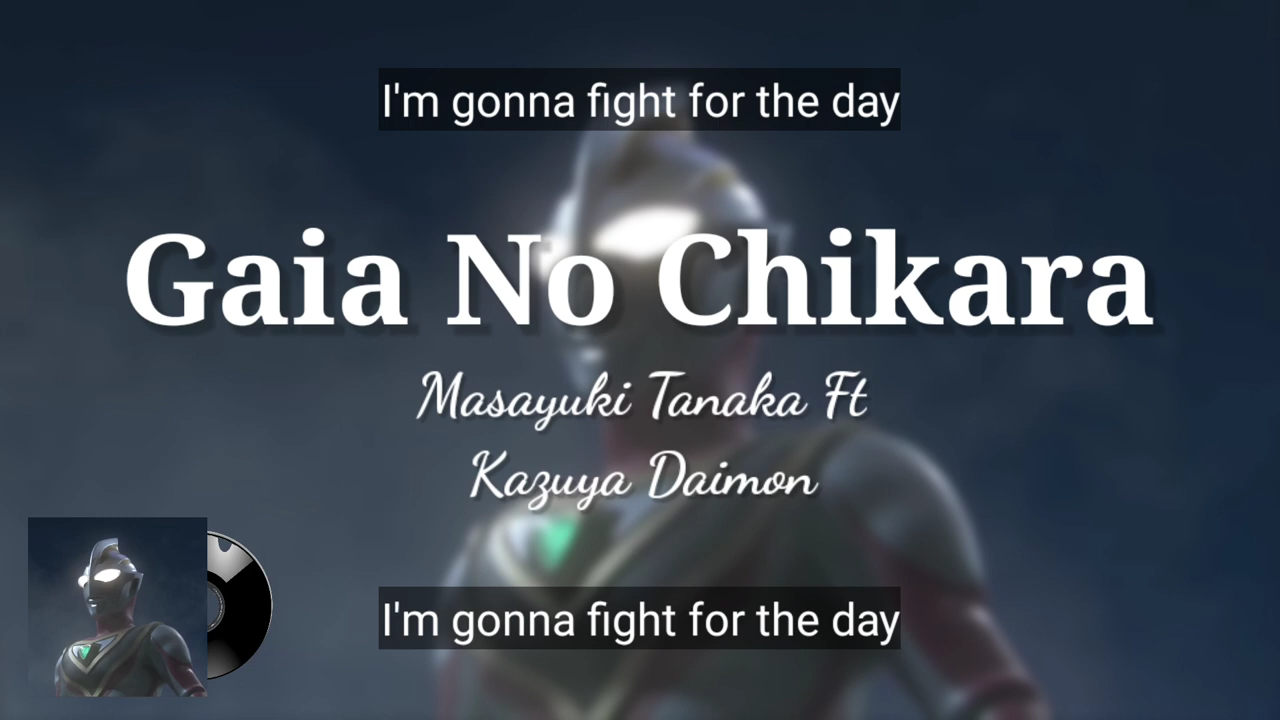 I'm gonna fight for the day
Gaia No Chikara
Masayuki Tanaka Ft
Kazuya Daimon
I'm gonna fight for the day